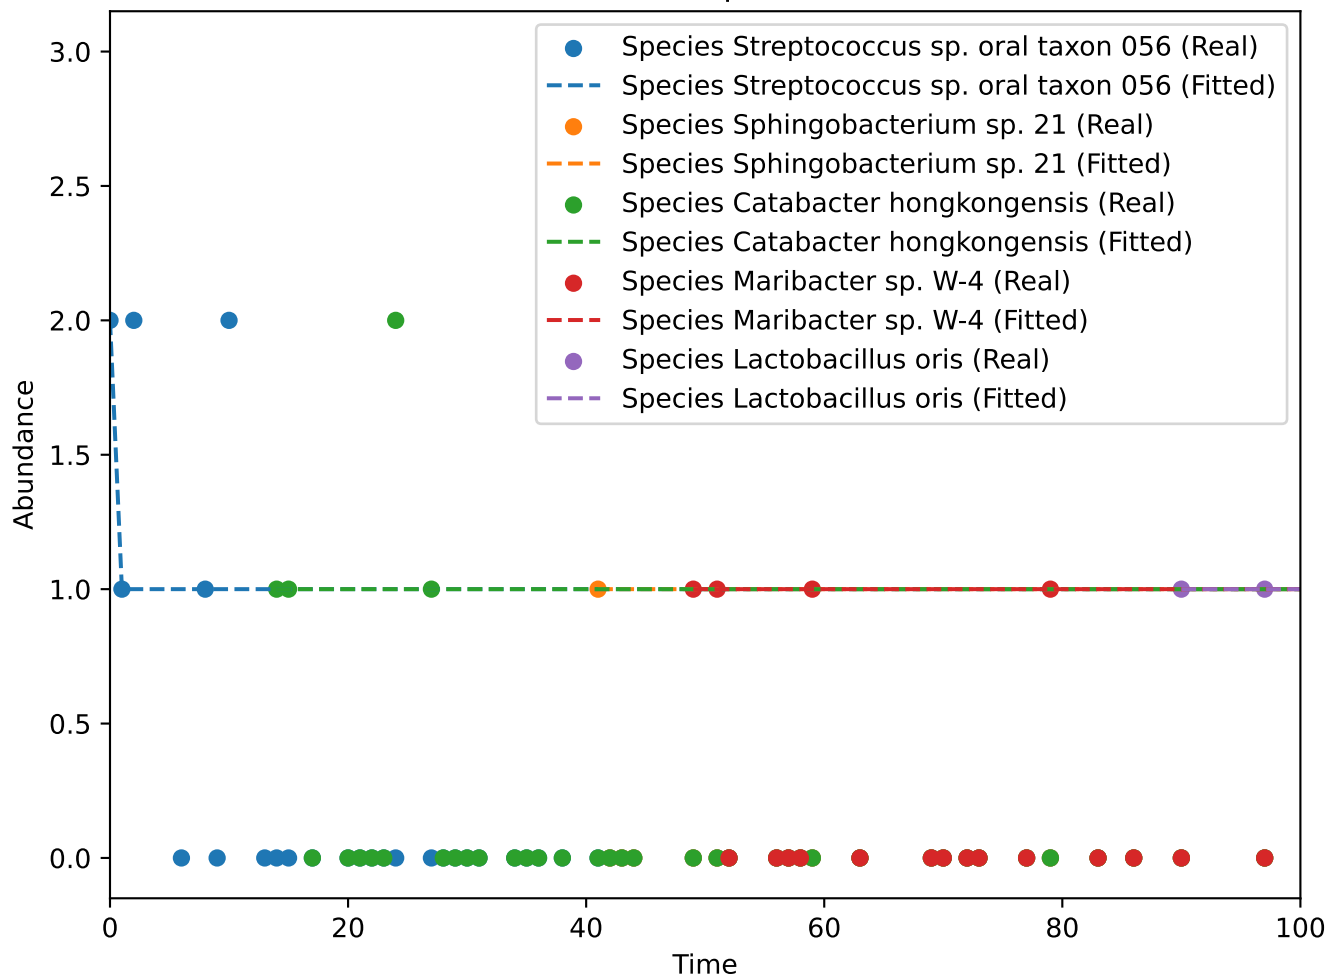 3.0
2.5
2.0
1.5
1.0
0.5
0.0
Abundance
0 20 40 60 80 100
Time
Species Streptococcus sp. oral taxon 056 (Real)
Species Streptococcus sp. oral taxon 056 (Fitted)
Species Sphingobacterium sp. 21 (Real)
Species Sphingobacterium sp. 21 (Fitted)
Species Catabacter hongkongensis (Real)
Species Catabacter hongkongensis (Fitted)
Species Maribacter sp. W-4 (Real)
Species Maribacter sp. W-4 (Fitted)
Species Lactobacillus oris (Real)
Species Lactobacillus oris (Fitted)